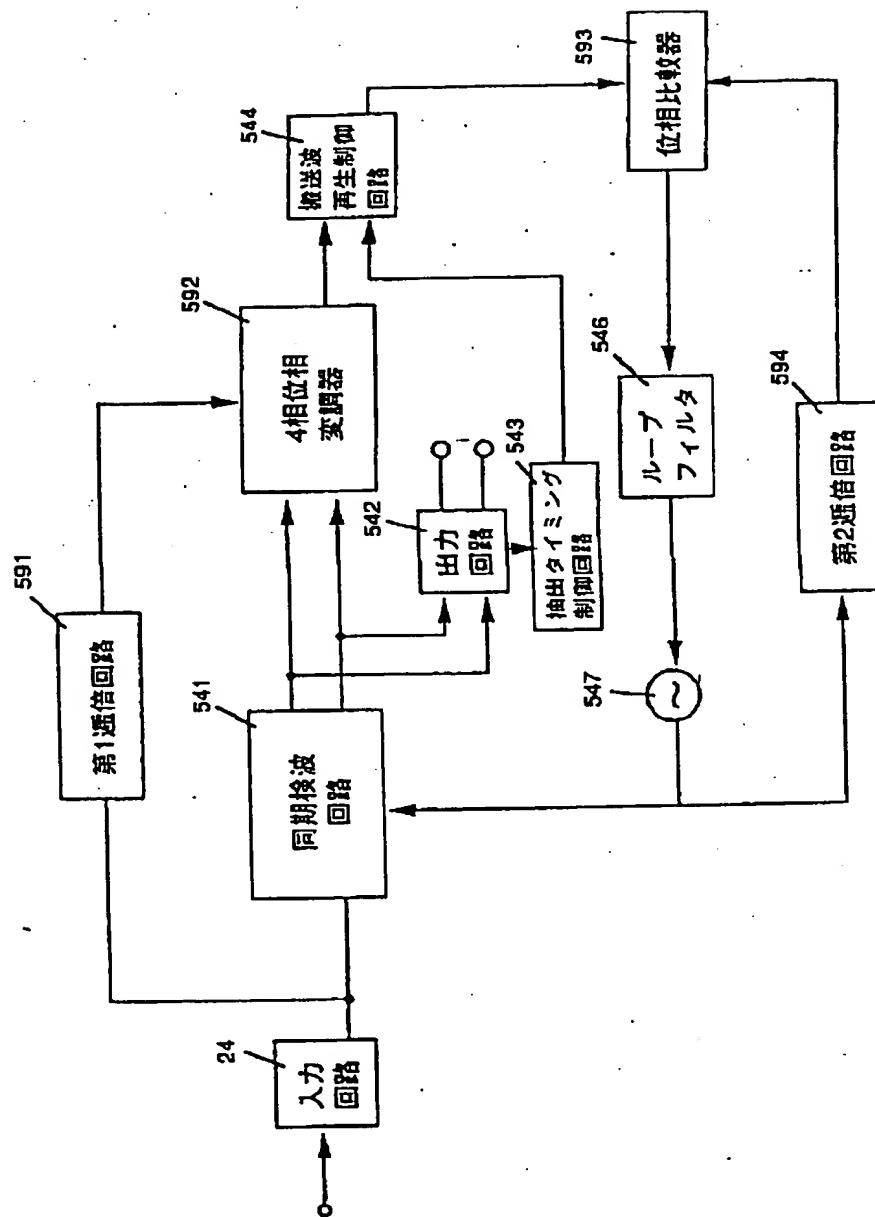 24
入力
回路
591
第1逓倍回路
541
同期検波
回路
592
4相位相
変調器
542
出力
回路
543
抽出タイミング
制御回路
544
搬送波
再生制御
回路
593
位相比較器
546
ループ
フィルタ
547
~
594
第2逓倍回路